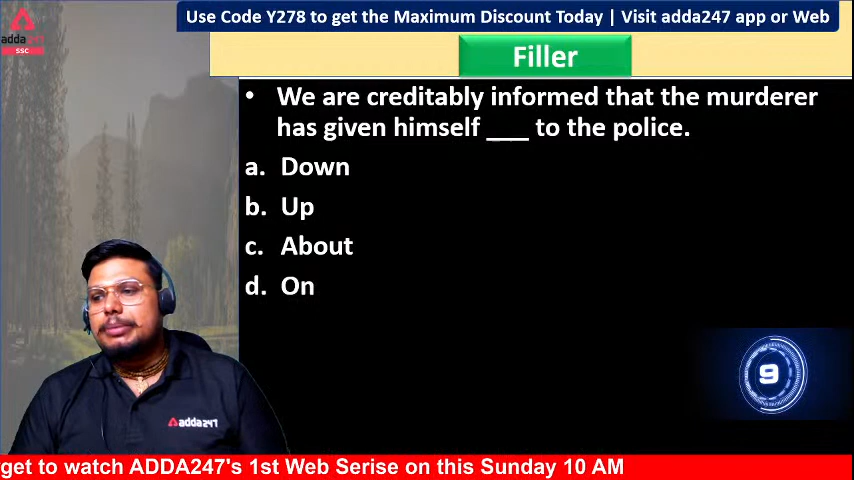 Use Code Y278 to get the Maximum Discount Today | Visit adda247 app or Web
adda247
SSC
Filler
• We are creditably informed that the murderer
has given himself ___ to the police.
a. Down
b. Up
c. About
d. On
9
adda247
get to watch ADDA247's 1st Web Serise on this Sunday 10 AM